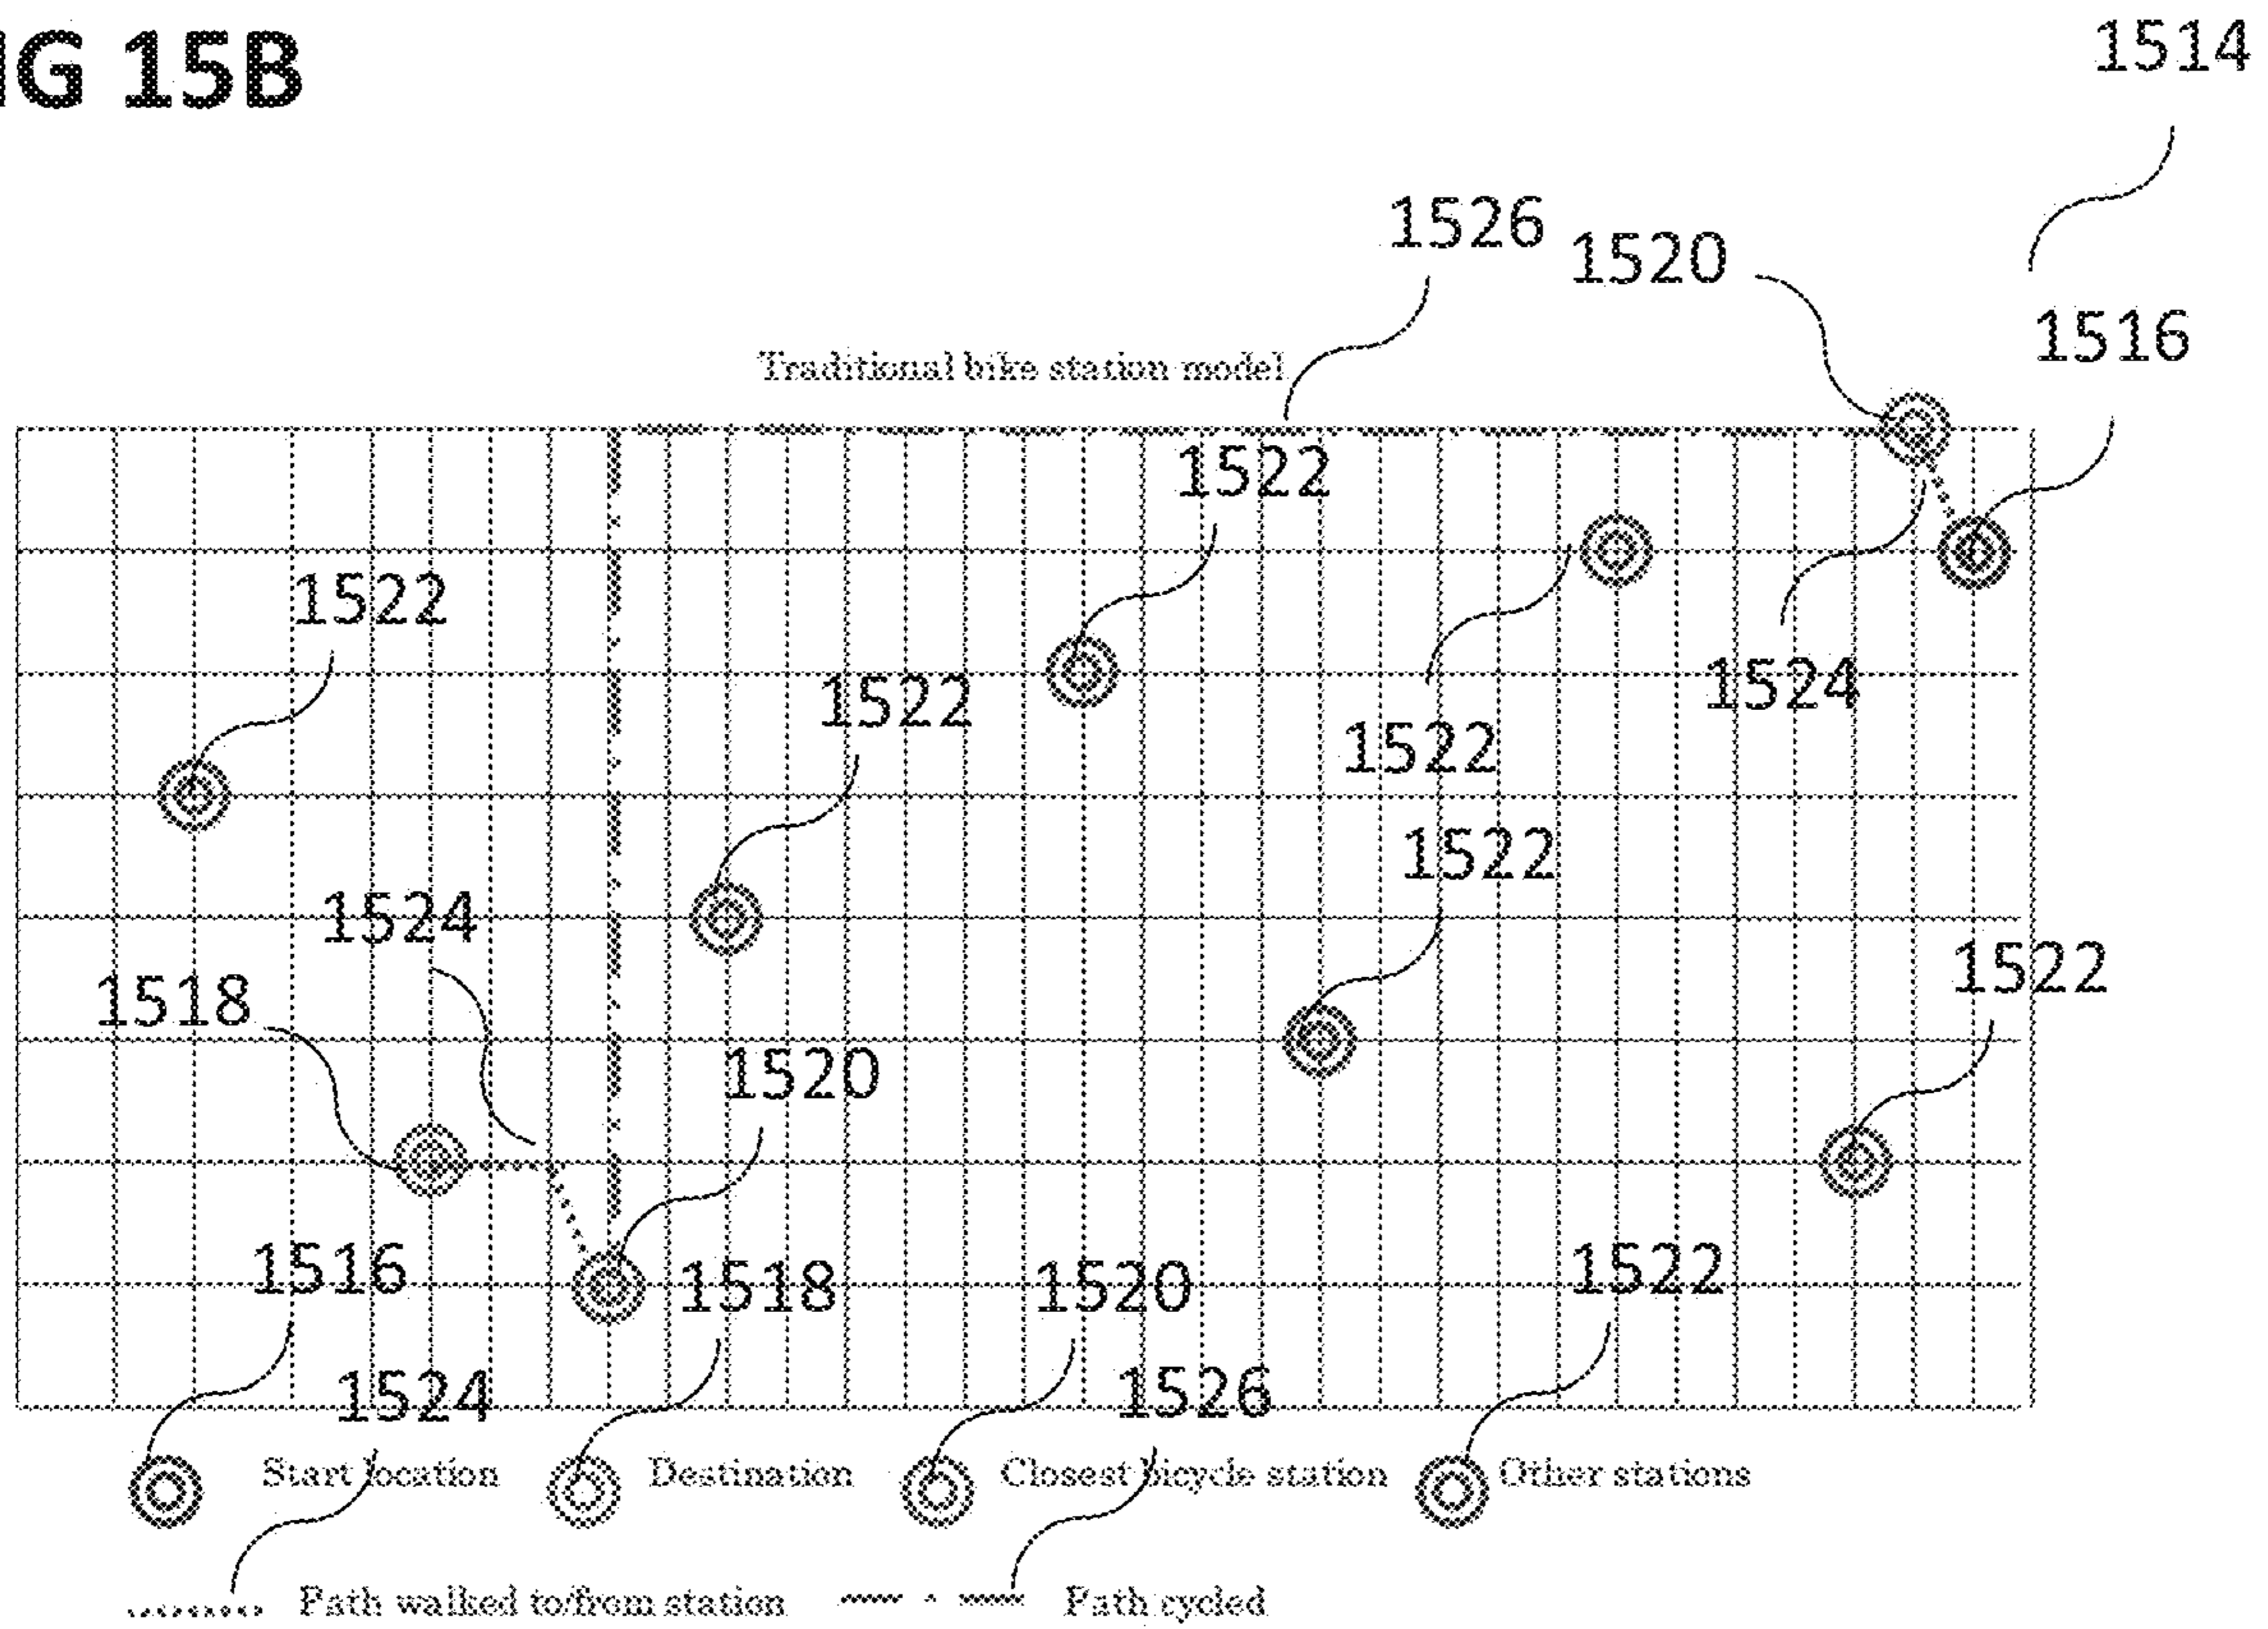 IG 15B
1514
1526
1520
1516
Traditional bike station model
1522
1522
1524
1522
1522
1522
1524
1522
1518
1520
1516
1518
1520
1522
1524
1526
Start location
Destination
Closest bicycle station
Other stations
Path walked to/from station
Path cycled